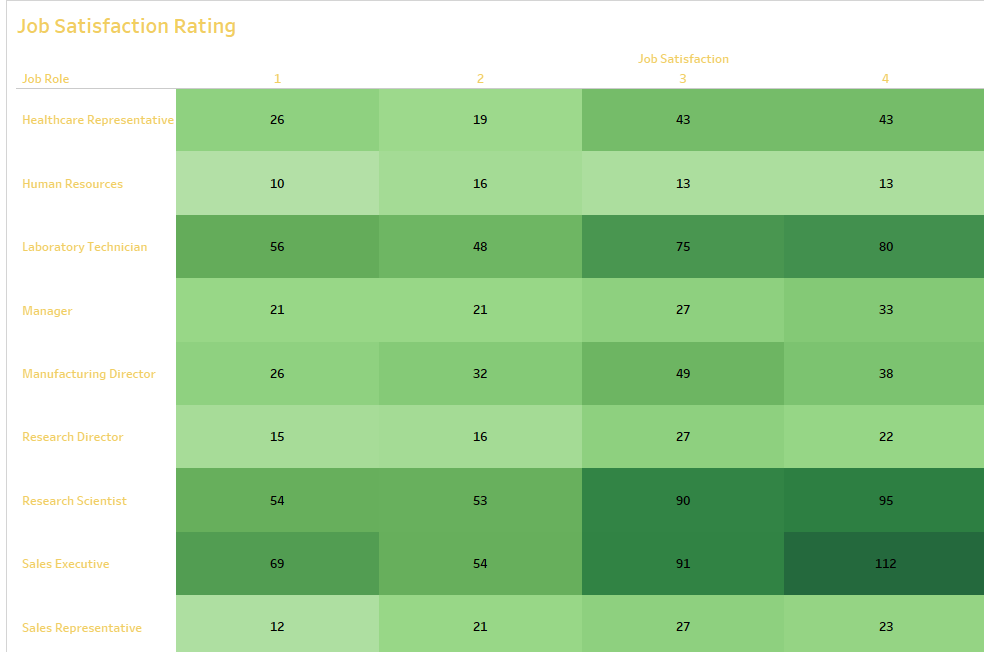 Job Satisfaction Rating
Job Satisfaction
Job Role 1 2 3 4
Healthcare Representative 26 19 43 43
Human Resources 10 16 13 13
Laboratory Technician 56 48 75 80
Manager 21 21 27 33
Manufacturing Director 26 32 49 38
Research Director 15 16 27 22
Research Scientist 54 53 90 95
Sales Executive 69 54 91 112
Sales Representative 12 21 27 23